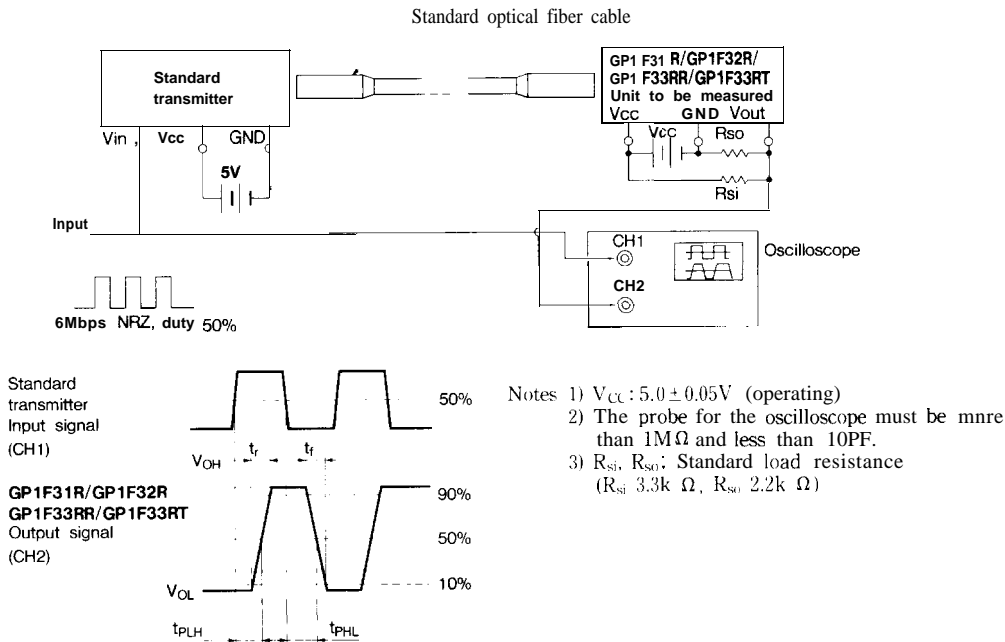 Standard optical fiber cable
Standard
transmitter
GP1 F31 R/GP1F32R/
GP1 F33RR/GP1F33RT
Unit to be measured
Vcc GND Vout
Vin , Vcc GND
5V
Vcc Rso
Rsi
Input
CH1
CH2
Oscilloscope
6Mbps NRZ, duty 50%
Standard
transmitter
Input signal
(CH1)
50%
VOH
tr tf
GP1F31R/GP1F32R
GP1F33RR/GP1F33RT
Output signal
(CH2)
90%
50%
10%
VOL
tPLH tPHL
Notes 1) VCC : 5.0 ± 0.05V (operating)
2) The probe for the oscilloscope must be mnre
than 1MΩ and less than 10PF.
3) Rsi, Rso: Standard load resistance
(Rsi 3.3k Ω, Rso 2.2k Ω)